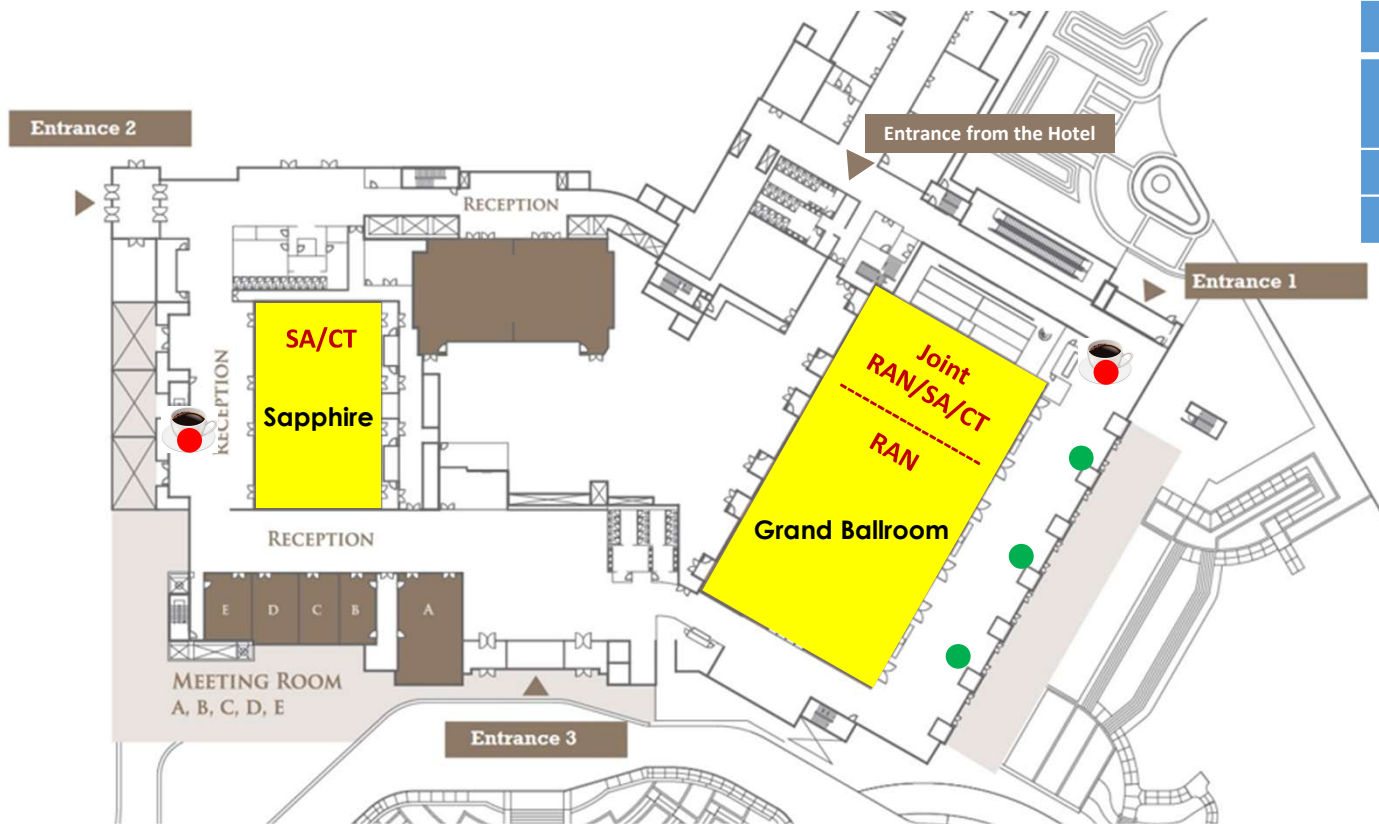 Entrance 2
Entrance from the Hotel
RECEPTION
Entrance 1
SA/CT
Joint
RAN/SA/CT
RECEPTION
Sapphire
RAN
Grand Ballroom
RECEPTION
E
D
C
B
A
MEETING ROOM
A, B, C, D, E
Entrance 3